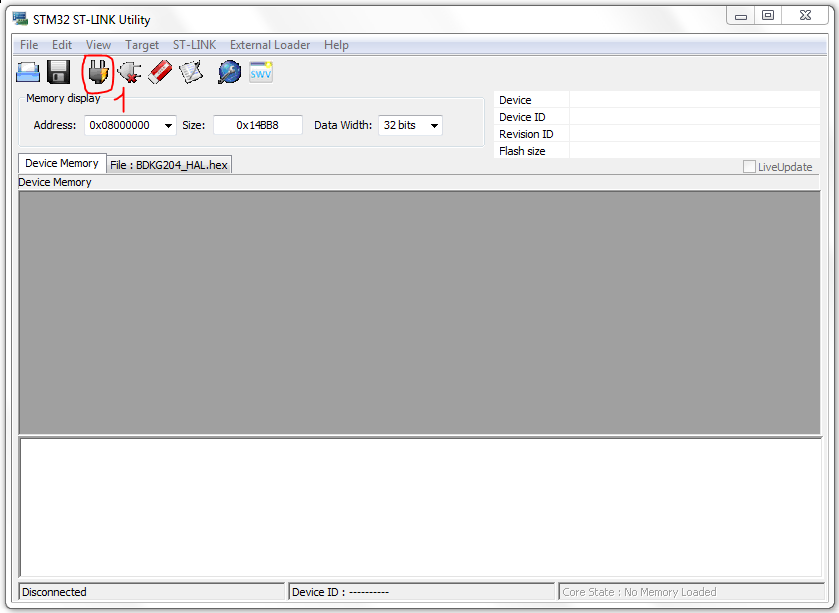 STM32 ST-LINK Utility
File Edit View Target ST-LINK External Loader Help
SWV
1
Memory display
Address: 0x08000000 Size: 0x14BB8 Data Width: 32 bits
Device
Device ID
Revision ID
Flash size
LiveUpdate
Device Memory File : BDKG204_HAL.hex
Device Memory
Disconnected Device ID : ---------- Core State : No Memory Loaded